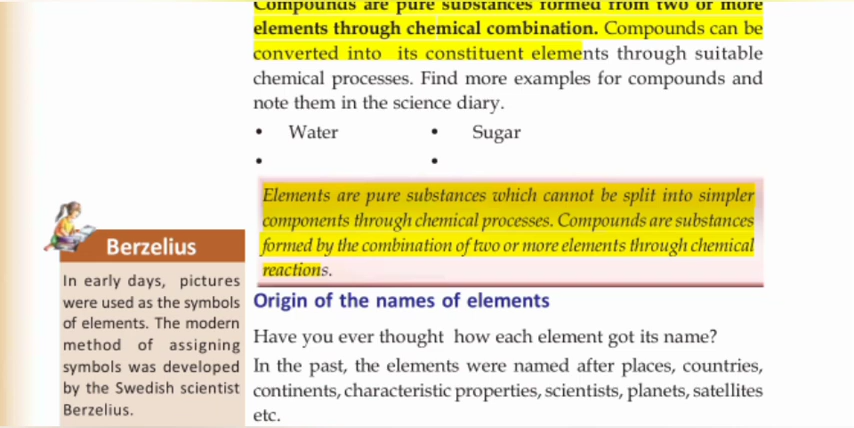 Compounds are pure substances formed from two or more
elements through chemical combination. Compounds can be
converted into its constituent elements through suitable
chemical processes. Find more examples for compounds and
note them in the science diary.
• Water • Sugar
• •
Elements are pure substances which cannot be split into simpler
components through chemical processes. Compounds are substances
formed by the combination of two or more elements through chemical
reactions.
Berzelius
In early days, pictures
were used as the symbols
of elements. The modern
method of assigning
symbols was developed
by the Swedish scientist
Berzelius.
Origin of the names of elements
Have you ever thought how each element got its name?
In the past, the elements were named after places, countries,
continents, characteristic properties, scientists, planets, satellites
etc.